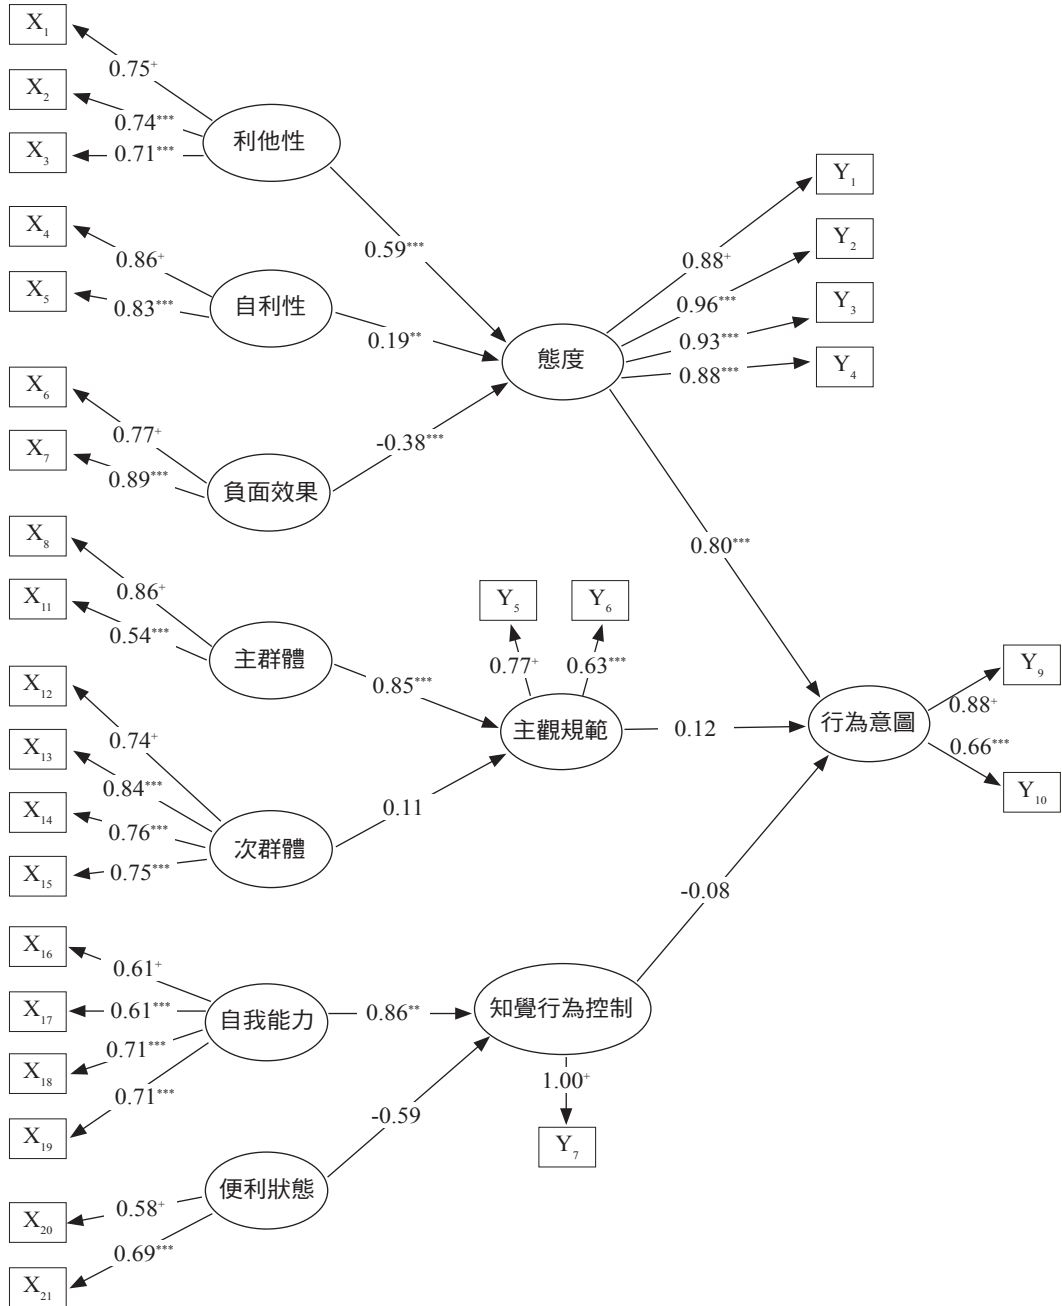 X₁
0.75⁺
X₂
0.74***
利他性
X₃
0.71***
Y₁
X₄
0.59***
Y₂
0.86⁺
0.88⁺
X₅
0.83***
自利性
0.96***
Y₃
0.19**
態度
0.93***
Y₄
0.88***
X₆
0.77⁺
-0.38***
X₇
0.89***
負面效果
X₈
0.80***
0.86⁺
X₁₁
Y₅
Y₆
0.54***
主群體
0.77⁺
0.63***
Y₉
X₁₂
0.85***
0.88⁺
主觀規範
0.12
行為意圖
0.74⁺
X₁₃
0.66***
0.84***
Y₁₀
X₁₄
0.11
0.76***
次群體
X₁₅
0.75***
-0.08
X₁₆
0.61⁺
X₁₇
0.61***
自我能力
0.86**
知覺行為控制
0.71***
X₁₈
1.00⁺
0.71***
-0.59
X₁₉
Y₇
便利狀態
0.58⁺
X₂₀
0.69***
X₂₁